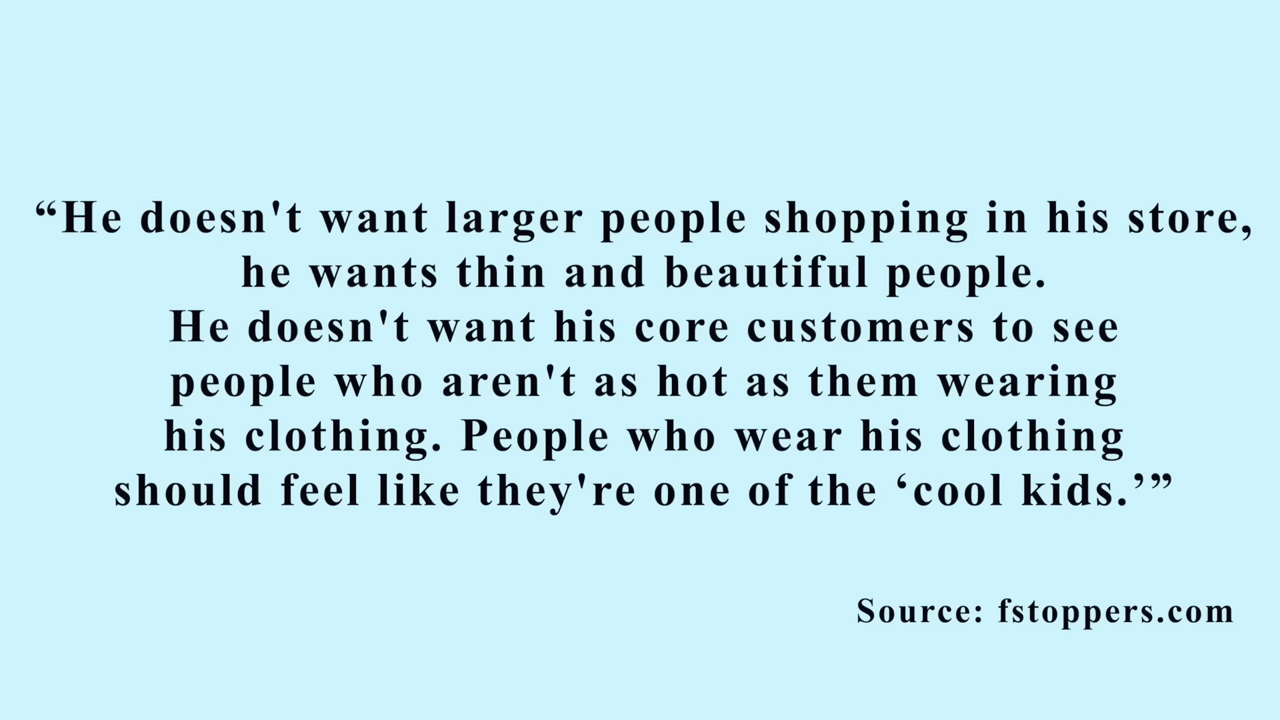 “He doesn't want larger people shopping in his store,
he wants thin and beautiful people.
He doesn't want his core customers to see
people who aren't as hot as them wearing
his clothing. People who wear his clothing
should feel like they're one of the ‘cool kids.’”
Source: fstoppers.com